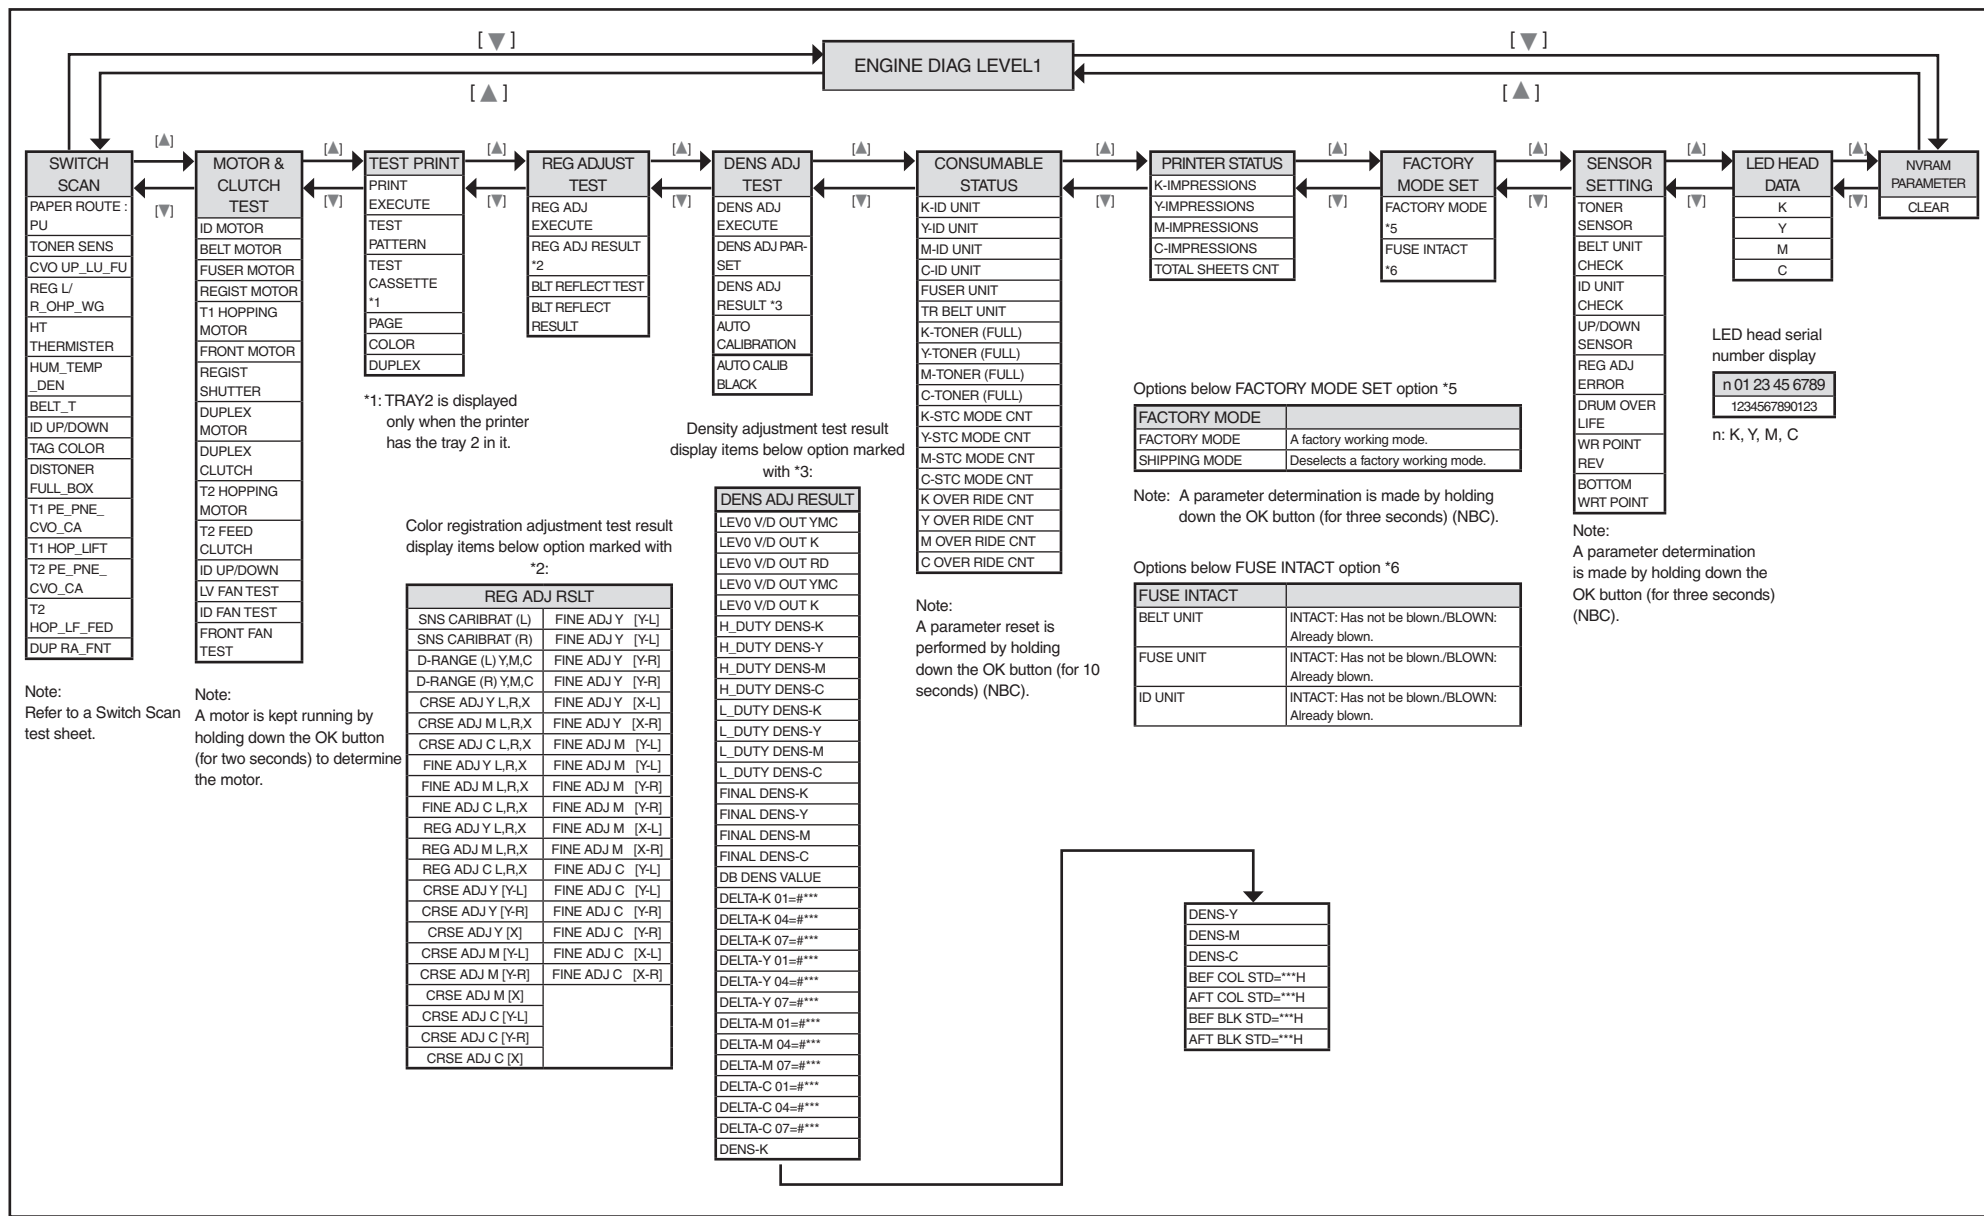 [ ▼ ]
[ ▼ ]
ENGINE DIAG LEVEL1
[ ▲ ]
[ ▲ ]
[▲]
[▲]
[▲]
[▲]
[▲]
[▲]
[▲]
[▲]
[▲]
[▲]
[▼]
[▼]
[▼]
[▼]
[▼]
[▼]
[▼]
[▼]
[▼]
[▼]
SWITCH
SCAN
PAPER ROUTE :
PU
TONER SENS
CVO UP_LU_FU
REG L/
R_OHP_WG
HT
THERMISTER
HUM_TEMP
_DEN
BELT_T
ID UP/DOWN
TAG COLOR
DISTONER
FULL_BOX
T1 PE_PNE_
CVO_CA
T1 HOP_LIFT
T2 PE_PNE_
CVO_CA
T2
HOP_LF_FED
DUP RA_FNT
Note:
Refer to a Switch Scan
test sheet.
MOTOR &
CLUTCH
TEST
ID MOTOR
BELT MOTOR
FUSER MOTOR
REGIST MOTOR
T1 HOPPING
MOTOR
FRONT MOTOR
REGIST
SHUTTER
DUPLEX
MOTOR
DUPLEX
CLUTCH
T2 HOPPING
MOTOR
T2 FEED
CLUTCH
ID UP/DOWN
LV FAN TEST
ID FAN TEST
FRONT FAN
TEST
Note:
A motor is kept running by
holding down the OK button
(for two seconds) to determine
the motor.
TEST PRINT
PRINT
EXECUTE
TEST
PATTERN
TEST
CASSETTE
*1
PAGE
COLOR
DUPLEX
*1: TRAY2 is displayed
only when the printer
has the tray 2 in it.
REG ADJUST
TEST
REG ADJ
EXECUTE
REG ADJ RESULT
*2
BLT REFLECT TEST
BLT REFLECT
RESULT
Color registration adjustment test result
display items below option marked with
*2:
REG ADJ RSLT
SNS CARIBRAT (L) FINE ADJ Y [Y-L]
SNS CARIBRAT (R) FINE ADJ Y [Y-L]
D-RANGE (L) Y,M,C FINE ADJ Y [Y-R]
D-RANGE (R) Y,M,C FINE ADJ Y [Y-R]
CRSE ADJ Y L,R,X FINE ADJ Y [X-L]
CRSE ADJ M L,R,X FINE ADJ Y [X-R]
CRSE ADJ C L,R,X FINE ADJ M [Y-L]
FINE ADJ Y L,R,X FINE ADJ M [Y-L]
FINE ADJ M L,R,X FINE ADJ M [Y-R]
FINE ADJ C L,R,X FINE ADJ M [Y-R]
REG ADJ Y L,R,X FINE ADJ M [X-L]
REG ADJ M L,R,X FINE ADJ M [X-R]
REG ADJ C L,R,X FINE ADJ C [Y-L]
CRSE ADJ Y [Y-L] FINE ADJ C [Y-L]
CRSE ADJ Y [Y-R] FINE ADJ C [Y-R]
CRSE ADJ Y [X] FINE ADJ C [Y-R]
CRSE ADJ M [Y-L] FINE ADJ C [X-L]
CRSE ADJ M [Y-R] FINE ADJ C [X-R]
CRSE ADJ M [X]
CRSE ADJ C [Y-L]
CRSE ADJ C [Y-R]
CRSE ADJ C [X]
DENS ADJ
TEST
DENS ADJ
EXECUTE
DENS ADJ PAR-
SET
DENS ADJ
RESULT *3
AUTO
CALIBRATION
AUTO CALIB
BLACK
Density adjustment test result
display items below option marked
with *3:
DENS ADJ RESULT
LEV0 V/D OUT YMC
LEV0 V/D OUT K
LEV0 V/D OUT RD
LEV0 V/D OUT YMC
LEV0 V/D OUT K
H_DUTY DENS-K
H_DUTY DENS-Y
H_DUTY DENS-M
H_DUTY DENS-C
L_DUTY DENS-K
L_DUTY DENS-Y
L_DUTY DENS-M
L_DUTY DENS-C
FINAL DENS-K
FINAL DENS-Y
FINAL DENS-M
FINAL DENS-C
DB DENS VALUE
DELTA-K 01=#***
DELTA-K 04=#***
DELTA-K 07=#***
DELTA-Y 01=#***
DELTA-Y 04=#***
DELTA-Y 07=#***
DELTA-M 01=#***
DELTA-M 04=#***
DELTA-M 07=#***
DELTA-C 01=#***
DELTA-C 04=#***
DELTA-C 07=#***
DENS-K
DENS-Y
DENS-M
DENS-C
BEF COL STD=***H
AFT COL STD=***H
BEF BLK STD=***H
AFT BLK STD=***H
CONSUMABLE
STATUS
K-ID UNIT
Y-ID UNIT
M-ID UNIT
C-ID UNIT
FUSER UNIT
TR BELT UNIT
K-TONER (FULL)
Y-TONER (FULL)
M-TONER (FULL)
C-TONER (FULL)
K-STC MODE CNT
Y-STC MODE CNT
M-STC MODE CNT
C-STC MODE CNT
K OVER RIDE CNT
Y OVER RIDE CNT
M OVER RIDE CNT
C OVER RIDE CNT
Note:
A parameter reset is
performed by holding
down the OK button (for 10
seconds) (NBC).
PRINTER STATUS
K-IMPRESSIONS
Y-IMPRESSIONS
M-IMPRESSIONS
C-IMPRESSIONS
TOTAL SHEETS CNT
FACTORY
MODE SET
FACTORY MODE
*5
FUSE INTACT
*6
Options below FACTORY MODE SET option *5
FACTORY MODE
FACTORY MODE A factory working mode.
SHIPPING MODE Deselects a factory working mode.
Note: A parameter determination is made by holding
down the OK button (for three seconds) (NBC).
Options below FUSE INTACT option *6
FUSE INTACT
BELT UNIT INTACT: Has not be blown./BLOWN:
Already blown.
FUSE UNIT INTACT: Has not be blown./BLOWN:
Already blown.
ID UNIT INTACT: Has not be blown./BLOWN:
Already blown.
SENSOR
SETTING
TONER
SENSOR
BELT UNIT
CHECK
ID UNIT
CHECK
UP/DOWN
SENSOR
REG ADJ
ERROR
DRUM OVER
LIFE
WR POINT
REV
BOTTOM
WRT POINT
Note:
A parameter determination
is made by holding down the
OK button (for three seconds)
(NBC).
LED HEAD
DATA
K
Y
M
C
LED head serial
number display
n 01 23 45 6789
1234567890123
n: K, Y, M, C
NVRAM
PARAMETER
CLEAR